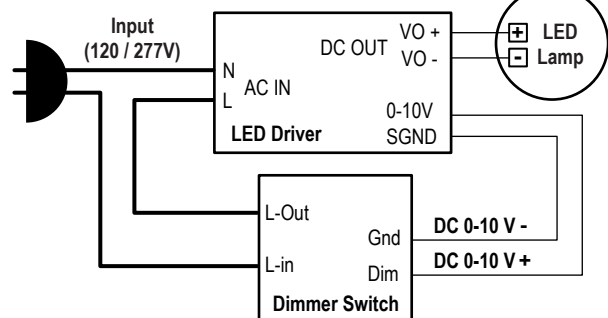 Input
(120 / 277V)
N
L
AC IN
DC OUT
VO +
VO -
0-10V
SGND
LED Driver
+ LED
- Lamp
L-Out
L-in
Gnd
Dim
Dimmer Switch
DC 0-10 V -
DC 0-10 V +